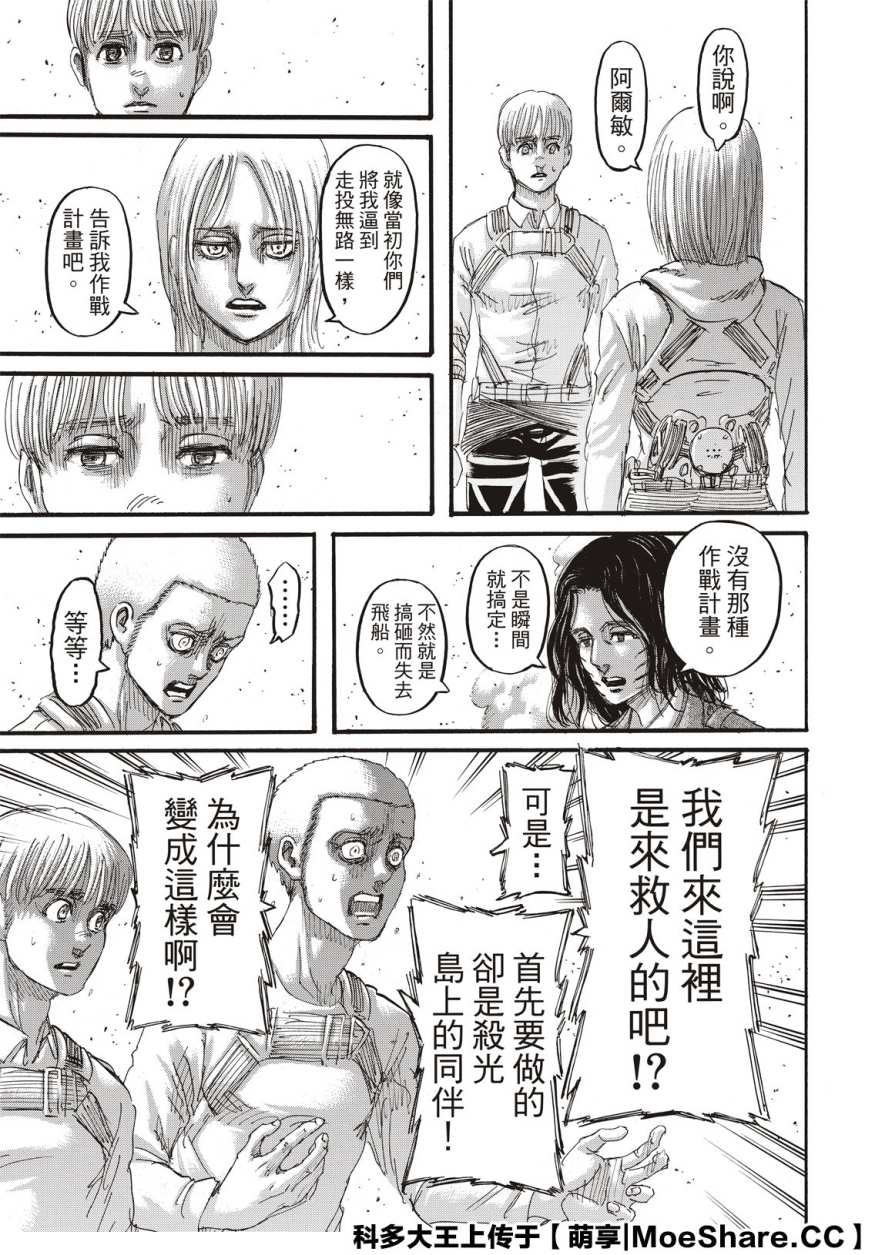 你說啊。
阿爾敏。
就像當初你們
將我逼到
走投無路一樣，
告訴我作戰
計畫吧。
沒有那種
作戰計畫。
不是瞬間
就搞定…
不然就是
搞砸而失去
飛船。
……
等等…
我們來這裡
是來救人的吧!?
可是…
首先要做的
卻是殺光
島上的同伴！
為什麼會
變成這樣啊!?
科多大王上传于【萌享|MoeShare.CC】